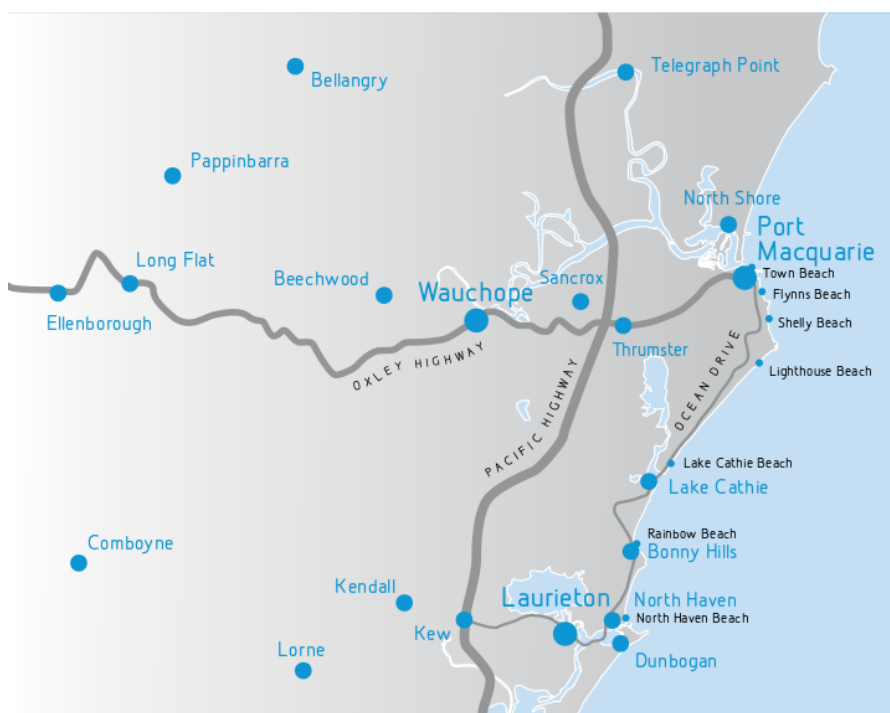 Telegraph Point
Bellangry
Pappinbarra
North Shore
Port
Macquarie
Town Beach
Long Flat
Beechwood
Sancrox
Wauchope
Flynns Beach
Ellenborough
Shelly Beach
Thrumster
OXLEY HIGHWAY
Lighthouse Beach
OCEAN DRIVE
PACIFIC HIGHWAY
Lake Cathie Beach
Lake Cathie
Rainbow Beach
Comboyne
Bonny Hills
Kendall
Laurieton
North Haven
North Haven Beach
Kew
Lorne
Dunbogan